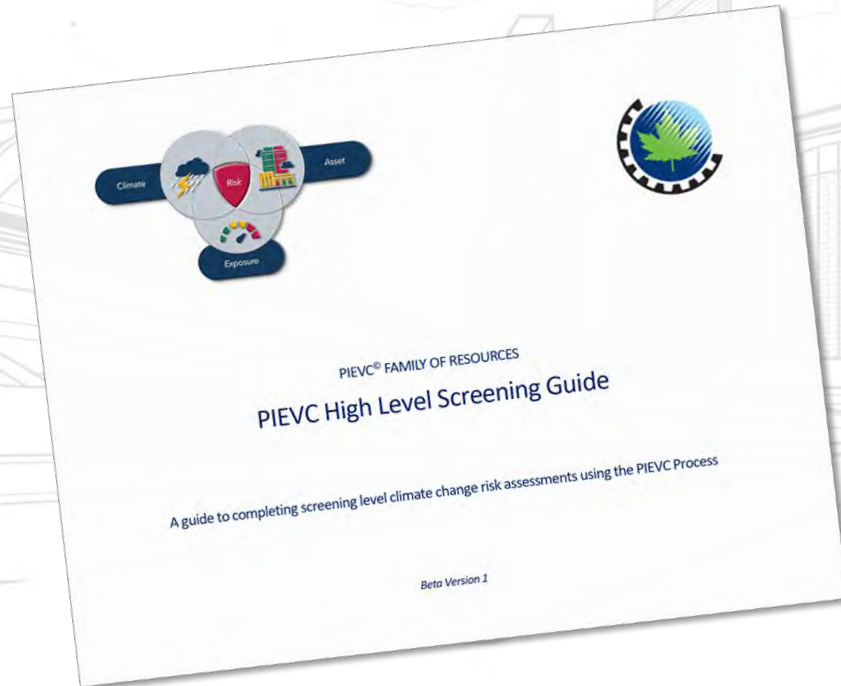 Climate
Risk
Asset
Exposure
PIEVC© FAMILY OF RESOURCES
PIEVC High Level Screening Guide
A guide to completing screening level climate change risk assessments using the PIEVC Process
Beta Version 1